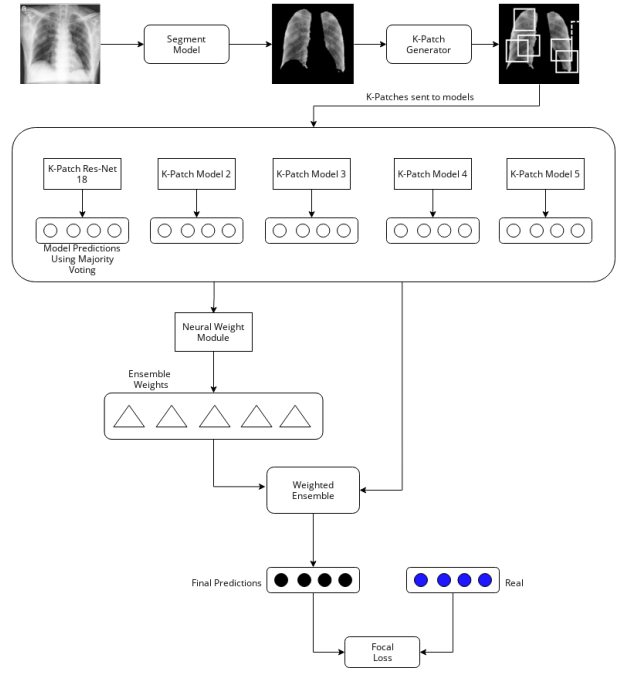 Segment
Model
K-Patch
Generator
K-Patches sent to models
K-Patch Res-Net
18
K-Patch Model 2
K-Patch Model 3
K-Patch Model 4
K-Patch Model 5
Model Predictions
Using Majority
Voting
Neural Weight
Module
Ensemble
Weights
Weighted
Ensemble
Final Predictions
Real
Focal
Loss